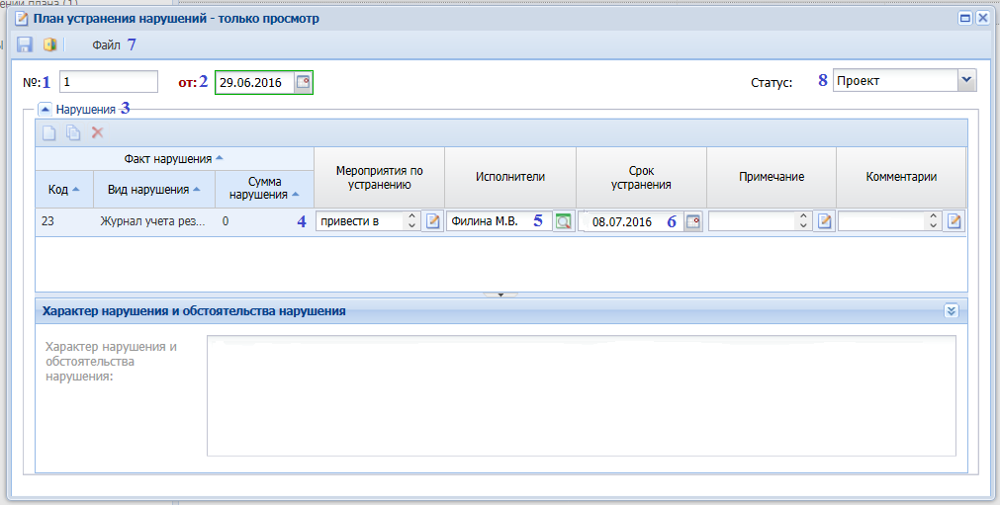 ении плана (1)
План устранения нарушений - только просмотр
Файл 7
№: 1 1 от: 2 29.06.2016 Статус: 8 Проект
Нарушения 3
Факт нарушения
Мероприятия по устранению
Исполнители
Срок устранения
Примечание
Комментарии
Код
Вид нарушения
Сумма нарушения
23 Журнал учета рез... 0 4 привести в Филина М.В. 5 08.07.2016 6
Характер нарушения и обстоятельства нарушения
Характер нарушения и
обстоятельства
нарушения: